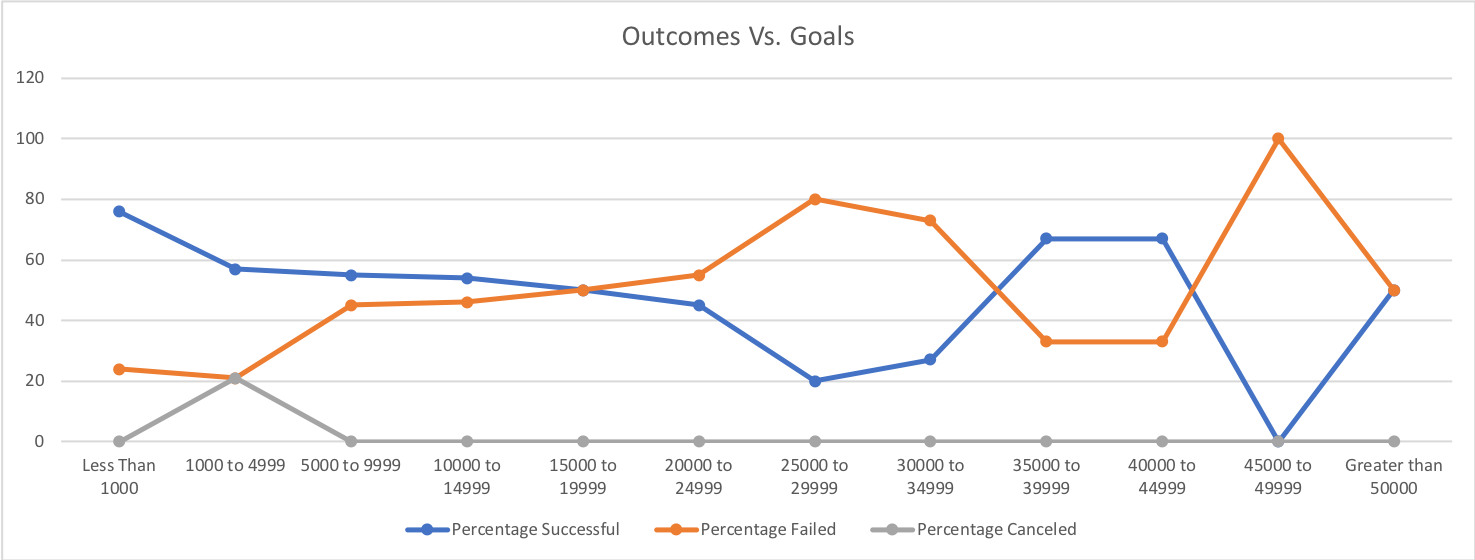 Outcomes Vs. Goals
120
100
80
60
40
20
0
Less Than 1000
1000 to 4999
5000 to 9999
10000 to 14999
15000 to 19999
20000 to 24999
25000 to 29999
30000 to 34999
35000 to 39999
40000 to 44999
45000 to 49999
Greater than 50000
Percentage Successful
Percentage Failed
Percentage Canceled